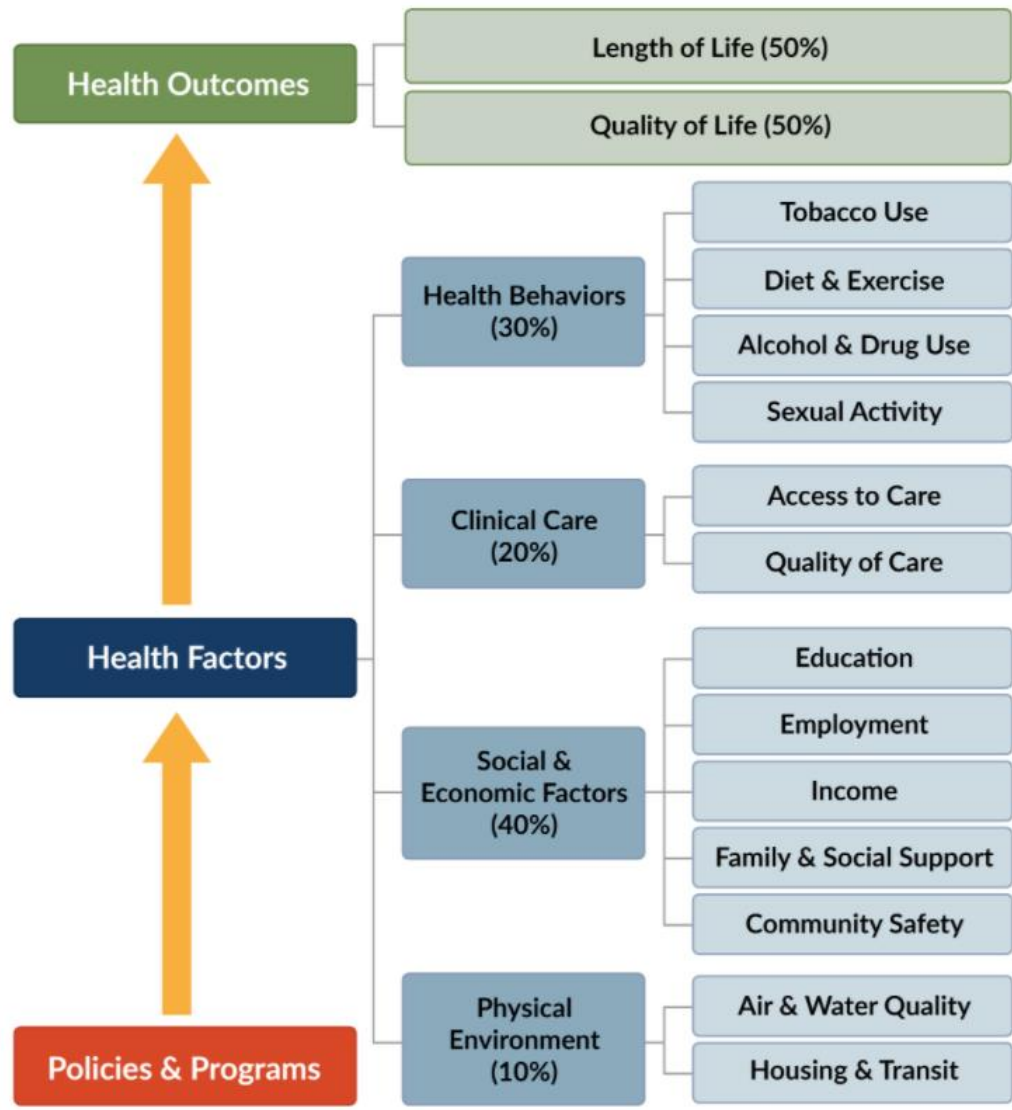 Health Outcomes
Length of Life (50%)
Quality of Life (50%)
Health Factors
Health Behaviors
(30%)
Tobacco Use
Diet & Exercise
Alcohol & Drug Use
Sexual Activity
Clinical Care
(20%)
Access to Care
Quality of Care
Social &
Economic Factors
(40%)
Education
Employment
Income
Family & Social Support
Community Safety
Physical
Environment
(10%)
Air & Water Quality
Housing & Transit
Policies & Programs